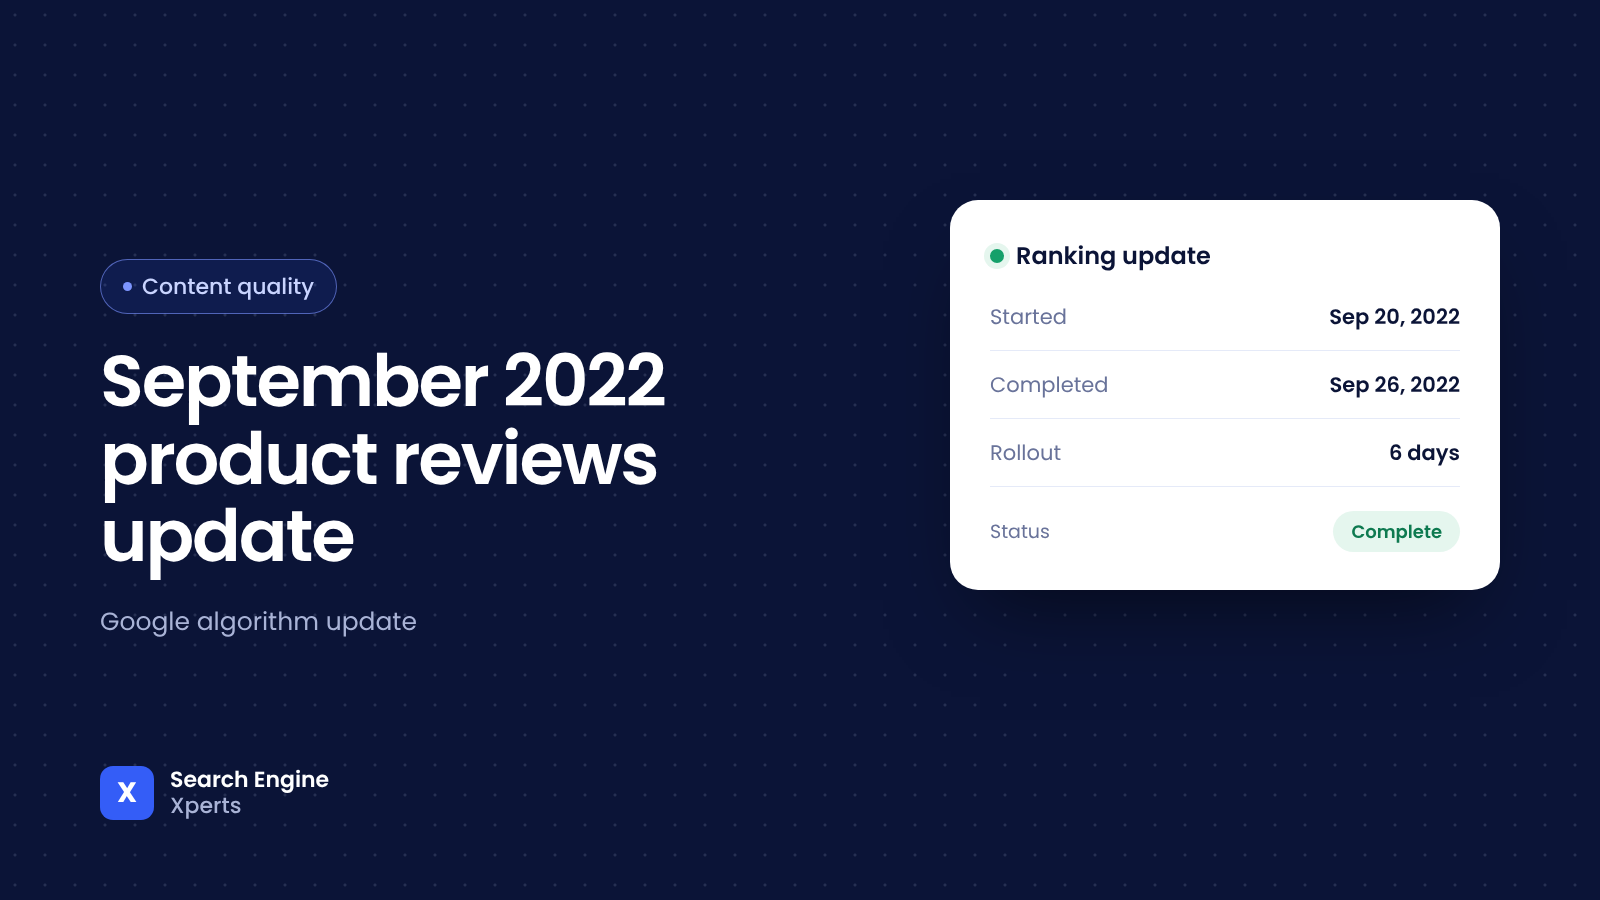 Content quality
September 2022
product reviews
update
Google algorithm update
X
Search Engine
Xperts
Ranking update
Started Sep 20, 2022
Completed Sep 26, 2022
Rollout 6 days
Status Complete